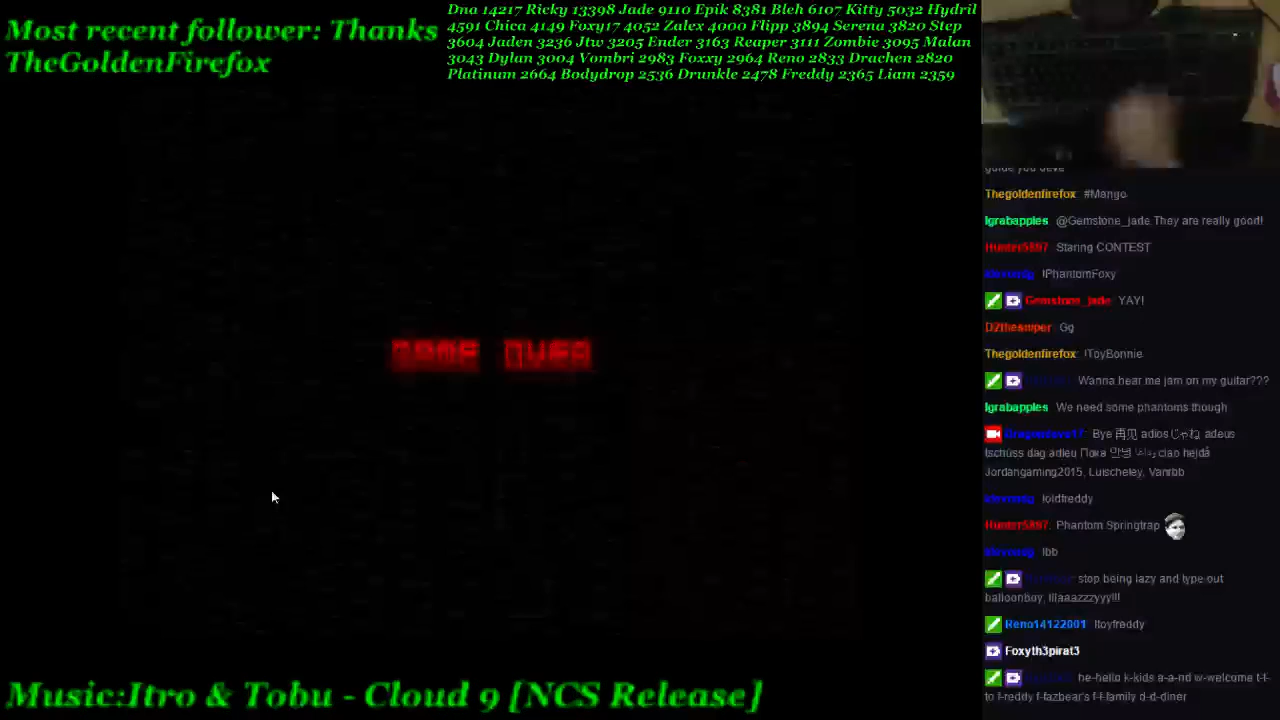 Most recent follower: Thanks
TheGoldenFirefox
Dna 14217 Ricky 13398 Jade 9110 Epik 8381 Bleh 6107 Kitty 5032 Hydril
4591 Chica 4149 Foxy17 4052 Zalex 4000 Flipp 3894 Serena 3820 Step
3604 Jaden 3236 Jtw 3205 Ender 3163 Reaper 3111 Zombie 3095 Malan
3043 Dylan 3004 Vombri 2983 Foxxy 2964 Reno 2833 Drachen 2820
Platinum 2664 Bodydrop 2536 Drunkle 2478 Freddy 2365 Liam 2359
GAME OVER
Thegoldenfirefox: #Mango
Igrabapples: @Gemstone_jade They are really good!
Hunter5897: Staring CONTEST
!PhantomFoxy
Gemstone_jade: YAY!
D2thesniper: Gg
Thegoldenfirefox: !ToyBonnie
Wanna hear me jam on my guitar???
Igrabapples: We need some phantoms though
Bye 再见 adios じゃね adeus
tschüss dag adieu Пока 안녕 ciao hejdå
Jordangaming2015, Luischeley, Vanrbb
!oldfreddy
Hunter5897: Phantom Springtrap
!bb
stop being lazy and type out
balloonBoy, lllaaazzzyyy!!!
Reno14122001: !toyfreddy
Foxyth3pirat3
he-hello k-kids a-a-nd w-welcome t-t-
to f-reddy f-fazbear's f-f-family d-d-diner
Music:Itro & Tobu - Cloud 9 [NCS Release]